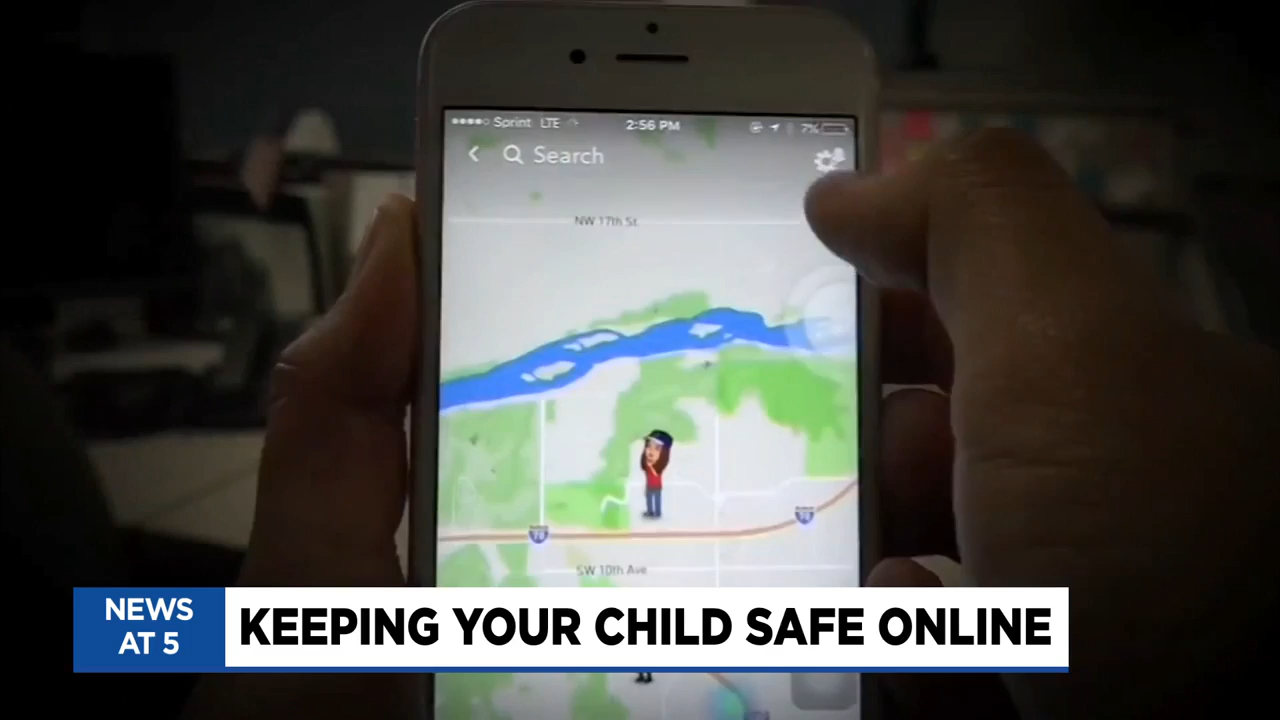 Sprint LTE
2:56 PM
7%
Search
NW 17th St.
SW 10th Ave
NEWS
AT 5
KEEPING YOUR CHILD SAFE ONLINE